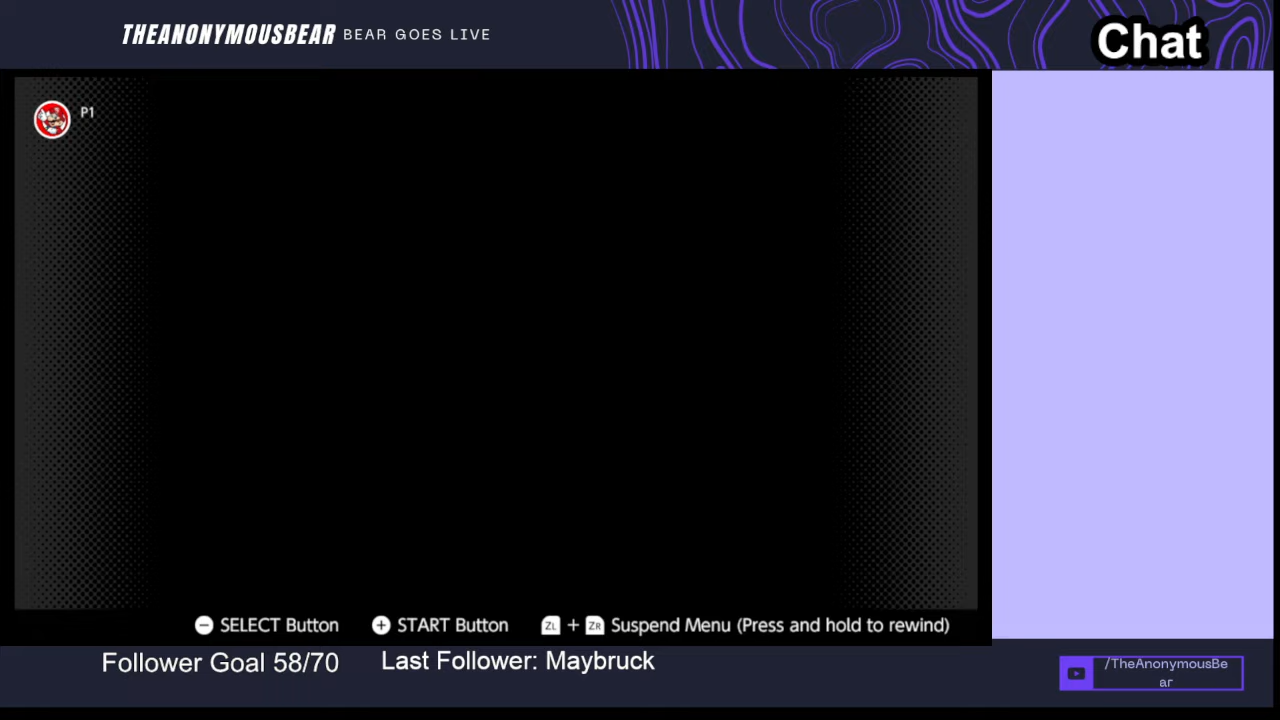 THEANONYMOUSBEAR BEAR GOES LIVE
Chat
P1
SELECT Button START Button ZL + ZR Suspend Menu (Press and hold to rewind)
Follower Goal 58/70 Last Follower: Maybruck
/TheAnonymousBe
ar